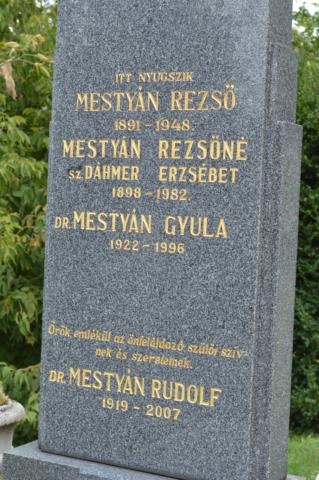 ITT NYUGSZIK
MESTYÁN REZSŐ
1891 - 1948.
MESTYÁN REZSŐNÉ
SZ. DÁHMER ERZSÉBET
1898 - 1982.
DR. MESTYÁN GYULA
1922 - 1996
Örök emlékül az önfeláldozó szülői szív-
nek és szeretetnek.
DR. MESTYÁN RUDOLF
1919 - 2007